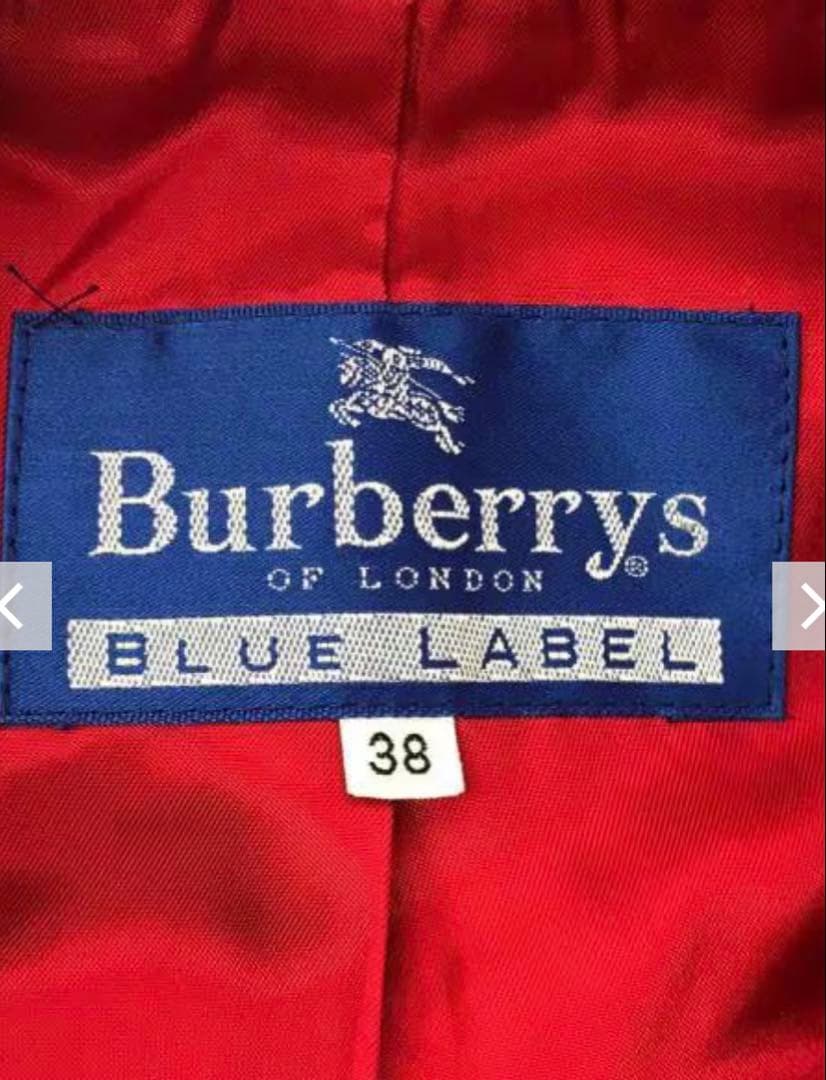 Burberrys®
OF LONDON
BLUE LABEL
38